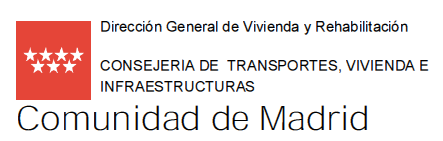 Dirección General de Vivienda y Rehabilitación
CONSEJERIA DE TRANSPORTES, VIVIENDA E
INFRAESTRUCTURAS
Comunidad de Madrid